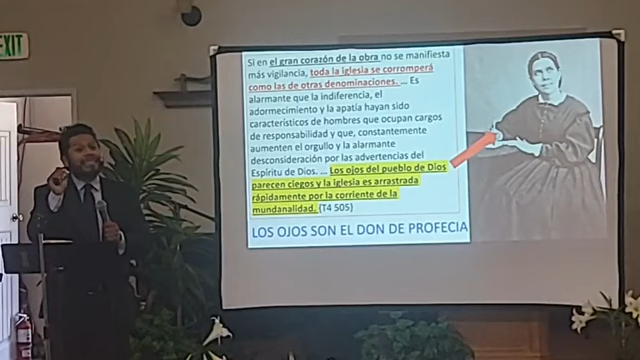 EXIT
Si en el gran corazón de la obra no se manifiesta
más vigilancia, toda la iglesia se corromperá
como las de otras denominaciones. ... Es
alarmante que la indiferencia, el
adormecimiento y la apatía hayan sido
característicos de hombres que ocupan cargos
de responsabilidad y que, constantemente
aumenten el orgullo y la alarmante
desconsideración por las advertencias del
Espíritu de Dios. ... Los ojos del pueblo de Dios
parecen ciegos y la iglesia es arrastrada
rápidamente por la corriente de la
mundanalidad. (T4 505)
LOS OJOS SON EL DON DE PROFECIA